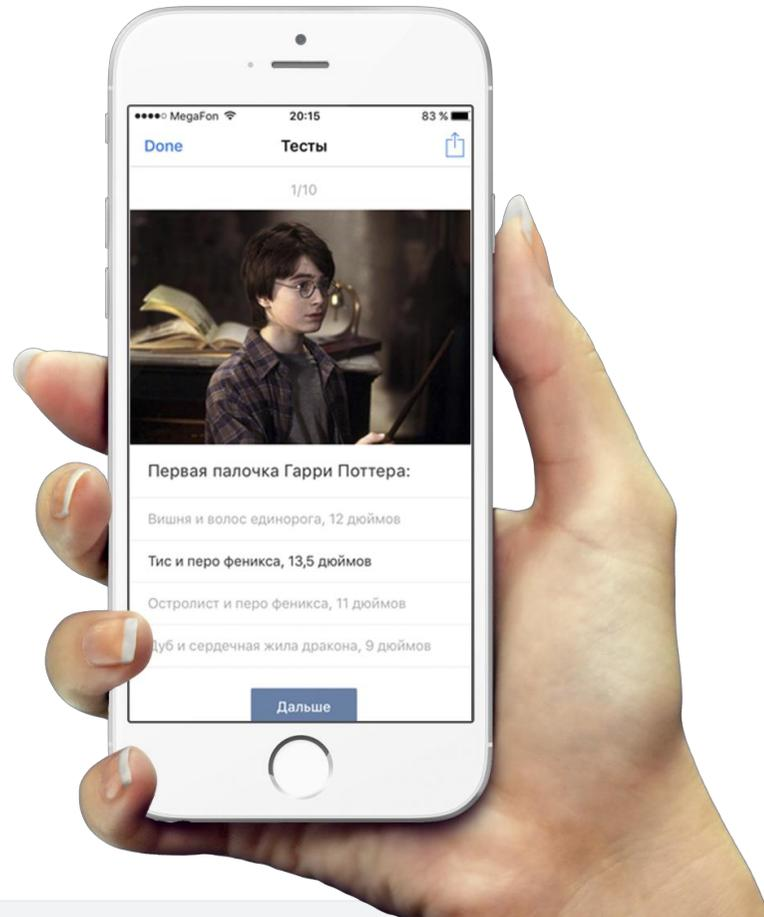 MegaFon 20:15 83 %
Done Тесты
1/10
Первая палочка Гарри Поттера:
Вишня и волос единорога, 12 дюймов
Тис и перо феникса, 13,5 дюймов
Остролист и перо феникса, 11 дюймов
Дуб и сердечная жила дракона, 9 дюймов
Дальше